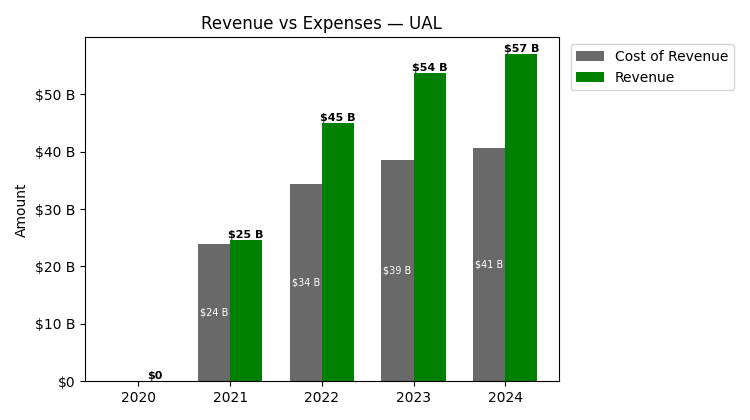 Revenue vs Expenses — UAL
Cost of Revenue
Revenue
Amount
$50 B
$40 B
$30 B
$20 B
$10 B
$0
$0
$24 B
$25 B
$34 B
$45 B
$39 B
$54 B
$41 B
$57 B
2020 2021 2022 2023 2024